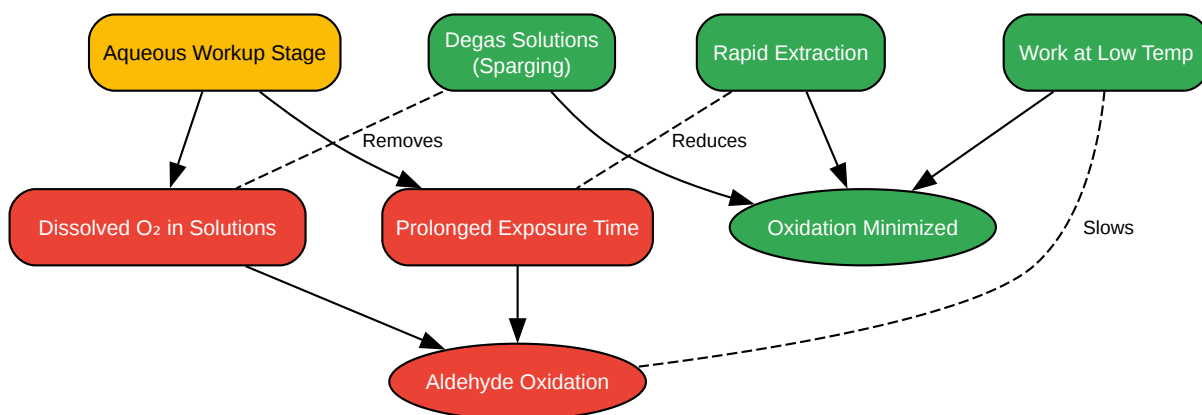 Aqueous Workup Stage
Degas Solutions
(Sparging)
Rapid Extraction
Work at Low Temp
Removes
Reduces
Dissolved O₂ in Solutions
Prolonged Exposure Time
Oxidation Minimized
Slows
Aldehyde Oxidation